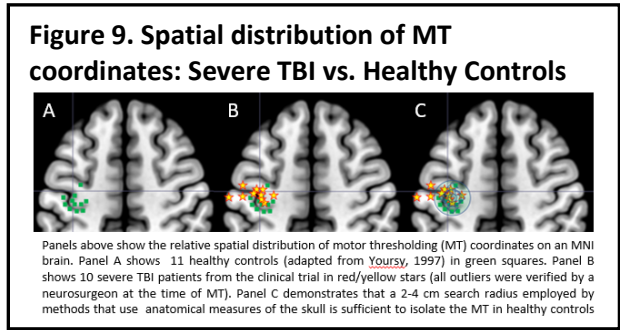 Figure 9. Spatial distribution of MT
coordinates: Severe TBI vs. Healthy Controls
A B C
Panels above show the relative spatial distribution of motor thresholding (MT) coordinates on an MNI
brain. Panel A shows 11 healthy controls (adapted from Yoursy, 1997) in green squares. Panel B
shows 10 severe TBI patients from the clinical trial in red/yellow stars (all outliers were verified by a
neurosurgeon at the time of MT). Panel C demonstrates that a 2-4 cm search radius employed by
methods that use anatomical measures of the skull is sufficient to isolate the MT in healthy controls